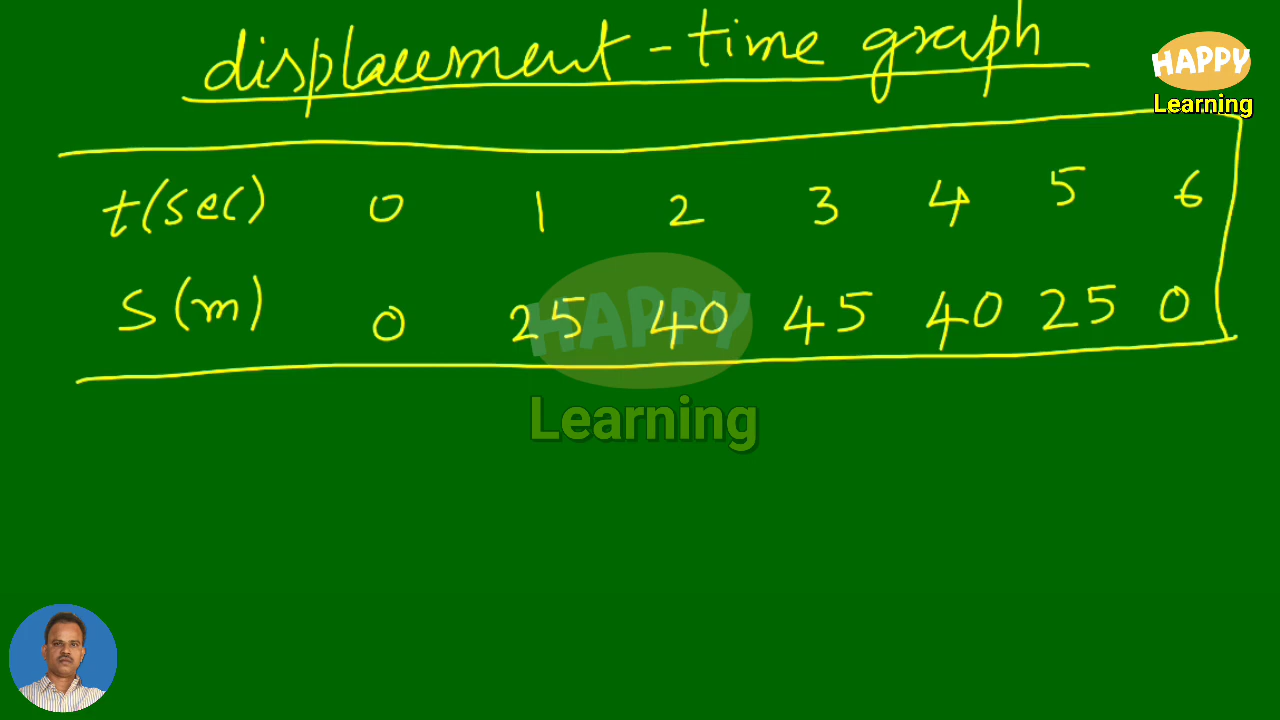 displacement - time graph
HAPPY
Learning
t(sec) 0 1 2 3 4 5 6
S(m) 0 25 40 45 40 25 0
HAPPY
Learning